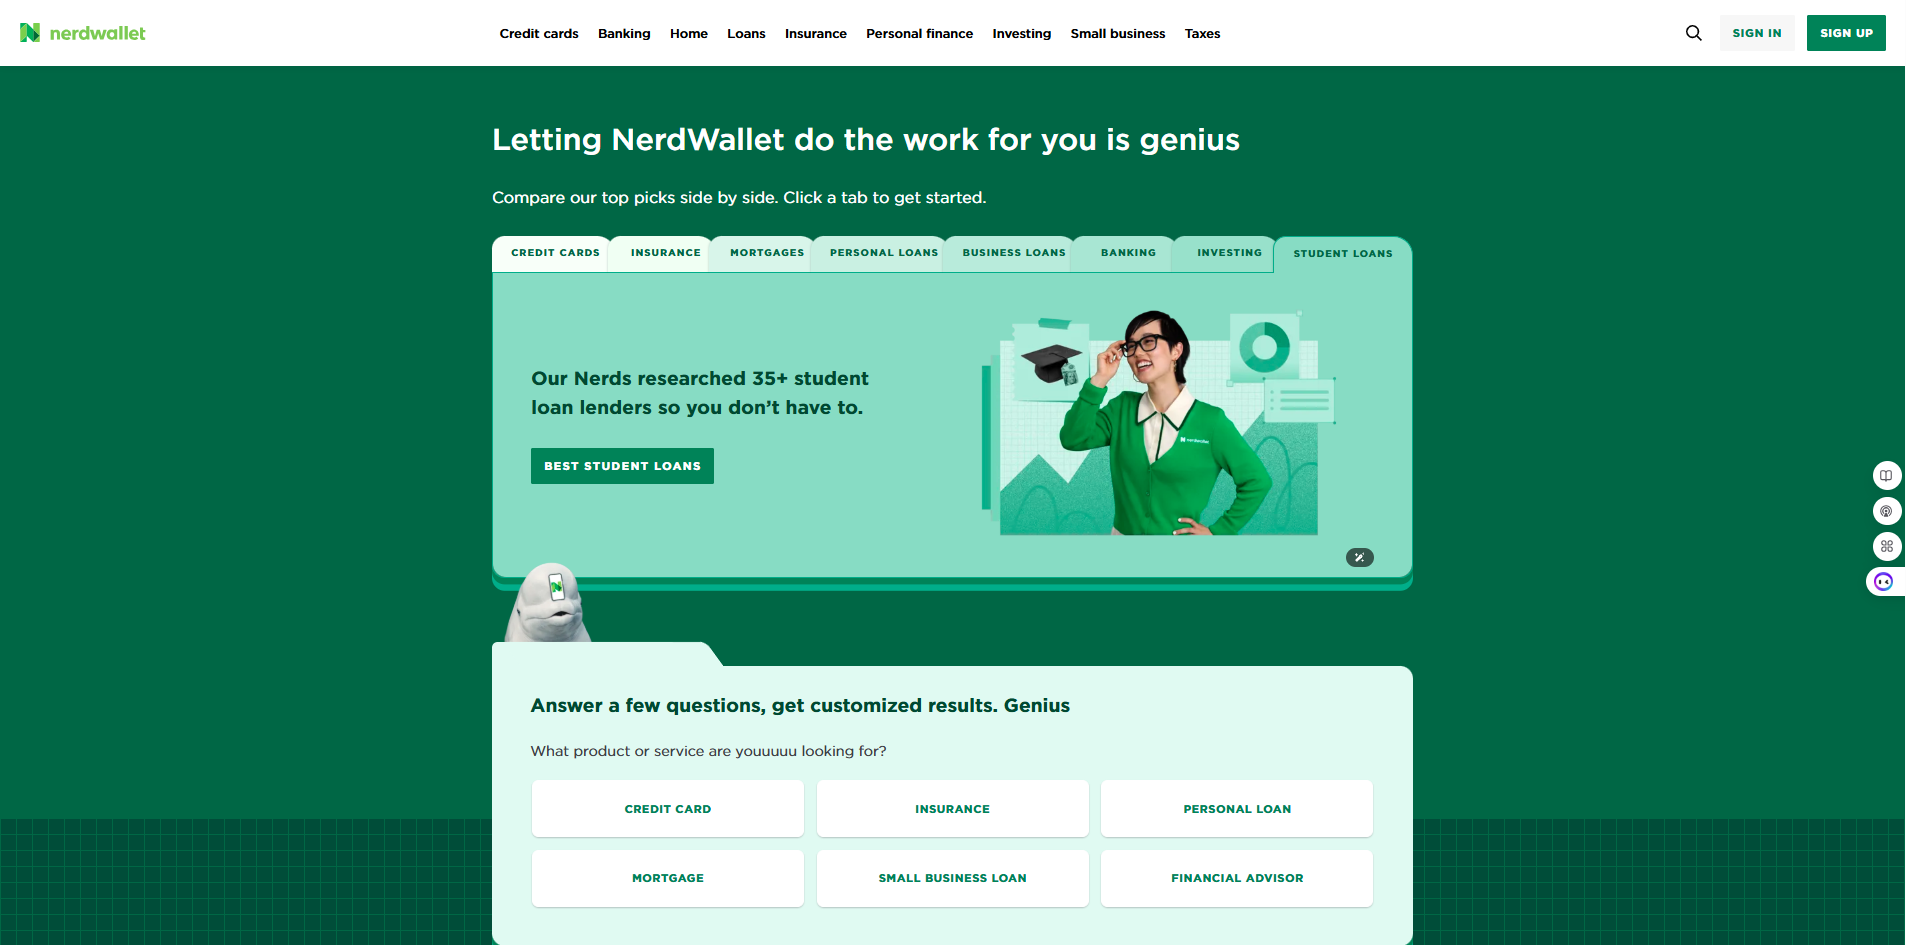 nerdwallet
Credit cards Banking Home Loans Insurance Personal finance Investing Small business Taxes
SIGN IN
SIGN UP
Letting NerdWallet do the work for you is genius
Compare our top picks side by side. Click a tab to get started.
CREDIT CARDS INSURANCE MORTGAGES PERSONAL LOANS BUSINESS LOANS BANKING INVESTING STUDENT LOANS
Our Nerds researched 35+ student
loan lenders so you don’t have to.
BEST STUDENT LOANS
nerdwallet
Answer a few questions, get customized results. Genius
What product or service are youuuuu looking for?
CREDIT CARD INSURANCE PERSONAL LOAN
MORTGAGE SMALL BUSINESS LOAN FINANCIAL ADVISOR